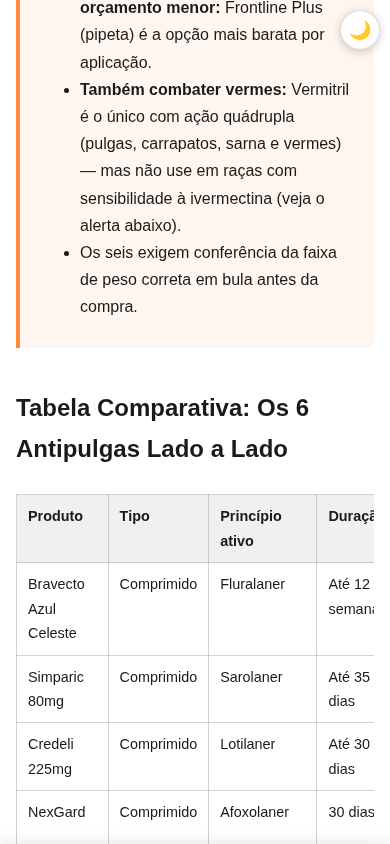 orçamento menor: Frontline Plus
(pipeta) é a opção mais barata por
aplicação.
Também combater vermes: Vermitril
é o único com ação quádrupla
(pulgas, carrapatos, sarna e vermes)
— mas não use em raças com
sensibilidade à ivermectina (veja o
alerta abaixo).
Os seis exigem conferência da faixa
de peso correta em bula antes da
compra.
Tabela Comparativa: Os 6
Antipulgas Lado a Lado
Produto Tipo Princípio
ativo
Bravecto Comprimido Fluralaner Até 12
Azul
Celeste
Simparic Comprimido Sarolaner Até 35
80mg dias
Credeli Comprimido Lotilaner Até 30
225mg dias
NexGard Comprimido Afoxolaner 30 dias